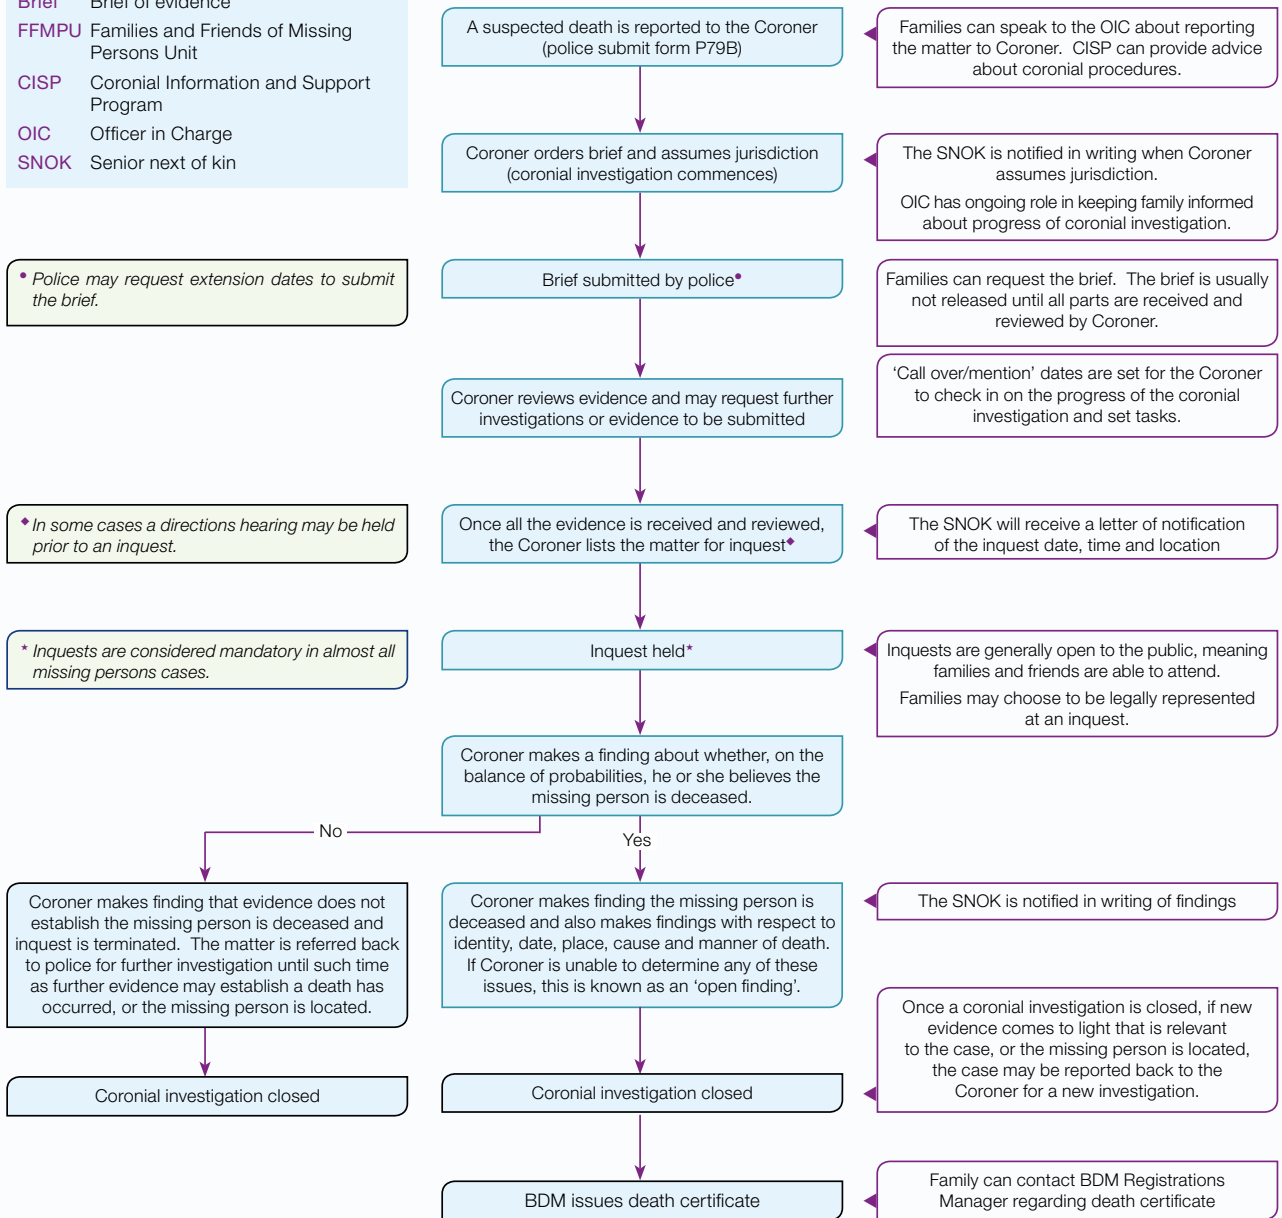 Brief Brief of evidence
FFMPU Families and Friends of Missing
Persons Unit
CISP Coronial Information and Support
Program
OIC Officer in Charge
SNOK Senior next of kin
A suspected death is reported to the Coroner
(police submit form P79B)
Families can speak to the OIC about reporting
the matter to Coroner. CISP can provide advice
about coronial procedures.
Coroner orders brief and assumes jurisdiction
(coronial investigation commences)
The SNOK is notified in writing when Coroner
assumes jurisdiction.
OIC has ongoing role in keeping family informed
about progress of coronial investigation.
• Police may request extension dates to submit
the brief.
Brief submitted by police•
Families can request the brief. The brief is usually
not released until all parts are received and
reviewed by Coroner.
Coroner reviews evidence and may request further
investigations or evidence to be submitted
‘Call over/mention’ dates are set for the Coroner
to check in on the progress of the coronial
investigation and set tasks.
◆ In some cases a directions hearing may be held
prior to an inquest.
Once all the evidence is received and reviewed,
the Coroner lists the matter for inquest◆
The SNOK will receive a letter of notification
of the inquest date, time and location
★ Inquests are considered mandatory in almost all
missing persons cases.
Inquest held★
Inquests are generally open to the public, meaning
families and friends are able to attend.
Families may choose to be legally represented
at an inquest.
Coroner makes a finding about whether, on the
balance of probabilities, he or she believes the
missing person is deceased.
No
Yes
Coroner makes finding that evidence does not
establish the missing person is deceased and
inquest is terminated. The matter is referred back
to police for further investigation until such time
as further evidence may establish a death has
occurred, or the missing person is located.
Coroner makes finding the missing person is
deceased and also makes findings with respect to
identity, date, place, cause and manner of death.
If Coroner is unable to determine any of these
issues, this is known as an ‘open finding’.
The SNOK is notified in writing of findings
Once a coronial investigation is closed, if new
evidence comes to light that is relevant
to the case, or the missing person is located,
the case may be reported back to the
Coroner for a new investigation.
Coronial investigation closed
Coronial investigation closed
BDM issues death certificate
Family can contact BDM Registrations
Manager regarding death certificate